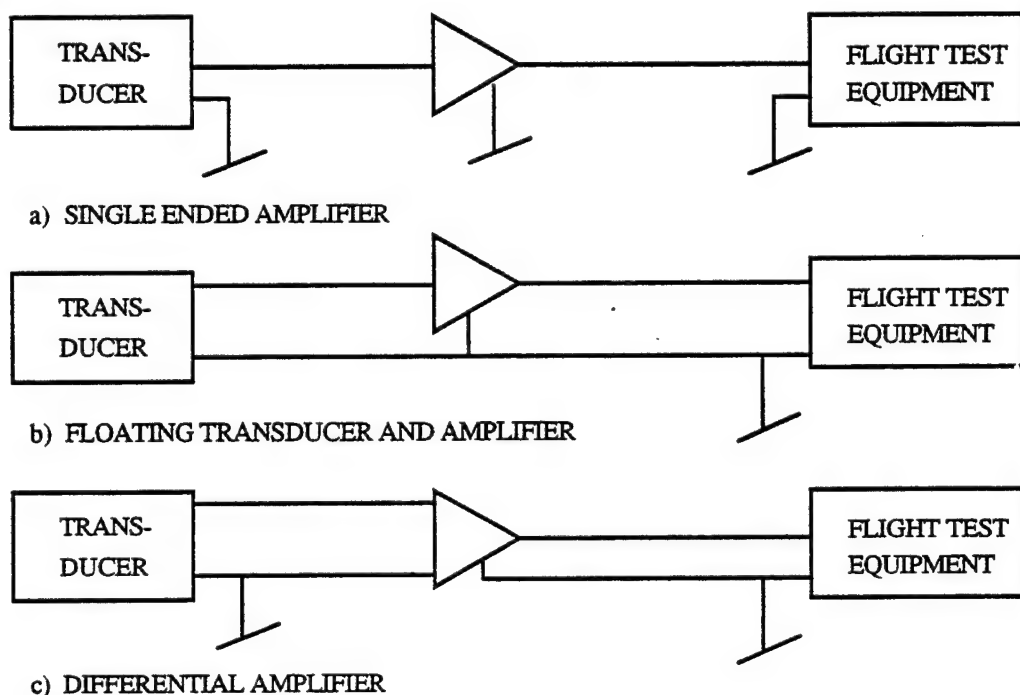 TRANS-
DUCER
FLIGHT TEST
EQUIPMENT
a) SINGLE ENDED AMPLIFIER
TRANS-
DUCER
FLIGHT TEST
EQUIPMENT
b) FLOATING TRANSDUCER AND AMPLIFIER
TRANS-
DUCER
FLIGHT TEST
EQUIPMENT
c) DIFFERENTIAL AMPLIFIER